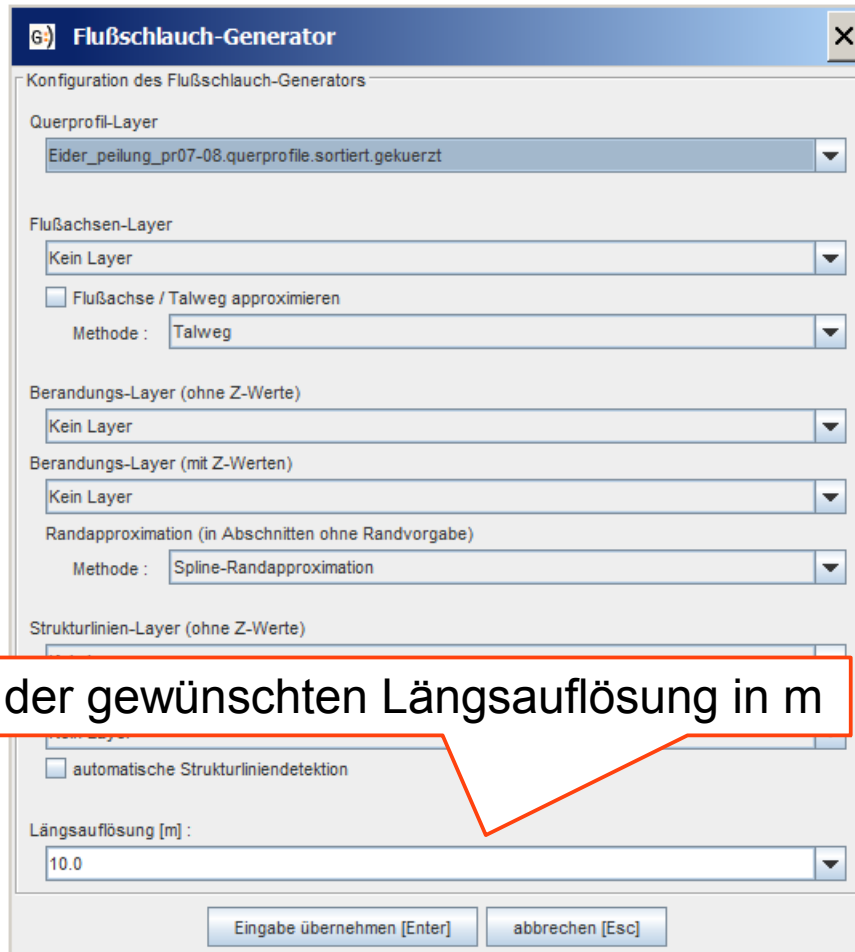 G:) Flußschlauch-Generator
Konfiguration des Flußschlauch-Generators
Querprofil-Layer
Eider_peilung_pr07-08.querprofile.sortiert.gekuerzt
Flußachsen-Layer
Kein Layer
Flußachse / Talweg approximieren
Methode : Talweg
Berandungs-Layer (ohne Z-Werte)
Kein Layer
Berandungs-Layer (mit Z-Werten)
Kein Layer
Randapproximation (in Abschnitten ohne Randvorgabe)
Methode : Spline-Randapproximation
Strukturlinien-Layer (ohne Z-Werte)
der gewünschten Längsauflösung in m
automatische Strukturliniendetektion
Längsauflösung [m] :
10.0
Eingabe übernehmen [Enter] abbrechen [Esc]